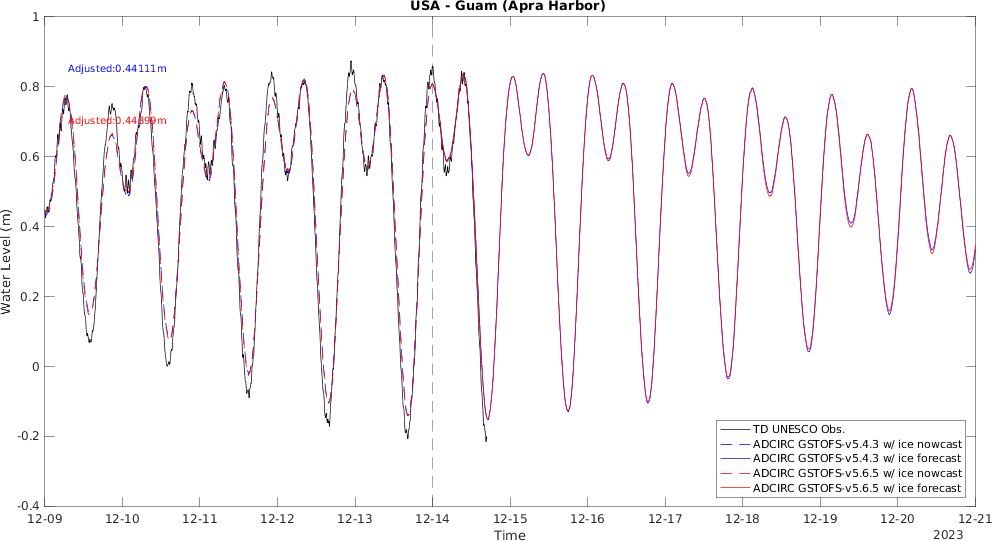 USA - Guam (Apra Harbor)
Adjusted:0.44111m
Adjusted:0.44899m
1
0.8
0.6
0.4
0.2
0
-0.2
-0.4
Water Level (m)
TD UNESCO Obs.
ADCIRC GSTOFS-v5.4.3 w/ ice nowcast
ADCIRC GSTOFS-v5.4.3 w/ ice forecast
ADCIRC GSTOFS-v5.6.5 w/ ice nowcast
ADCIRC GSTOFS-v5.6.5 w/ ice forecast
12-09 12-10 12-11 12-12 12-13 12-14 12-15 12-16 12-17 12-18 12-19 12-20 12-21
Time
2023